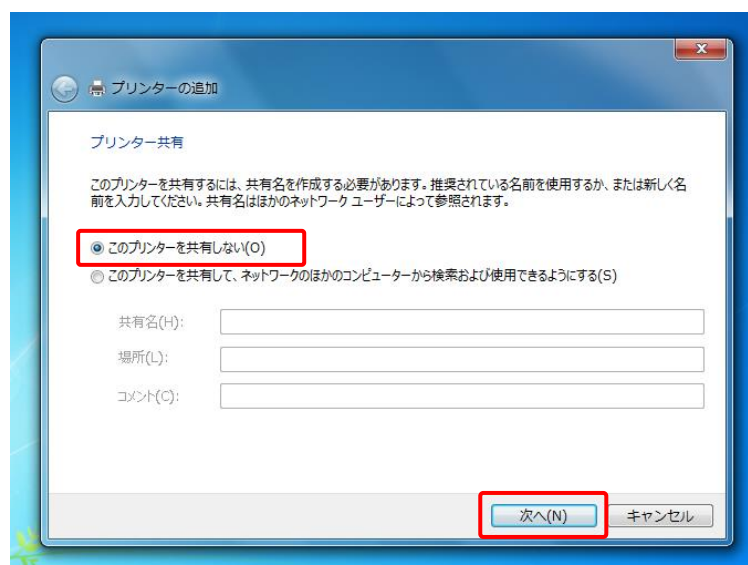 プリンターの追加
プリンター共有
このプリンターを共有するには、共有名を作成する必要があります。推奨されている名前を使用するか、または新しく名
前を入力してください。共有名はほかのネットワーク ユーザーによって参照されます。
このプリンターを共有しない(O)
このプリンターを共有して、ネットワークのほかのコンピューターから検索および使用できるようにする(S)
共有名(H):
場所(L):
コメント(C):
次へ(N) キャンセル